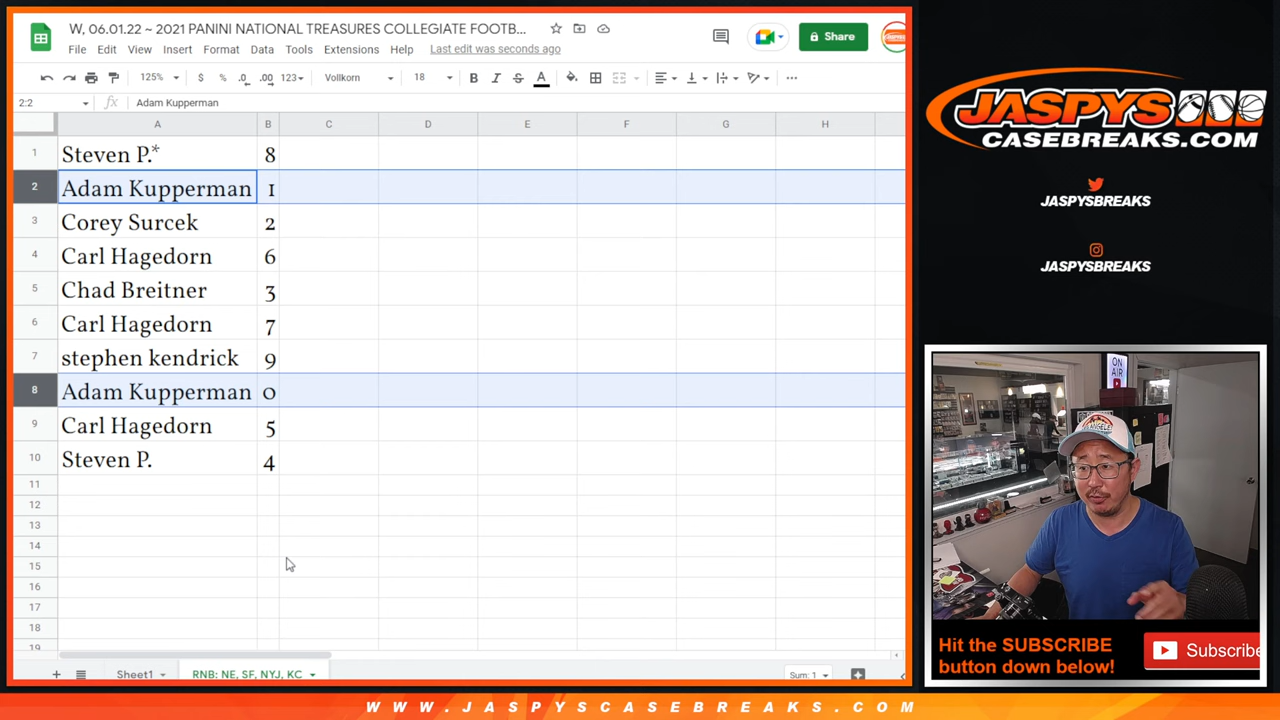 W, 06.01.22 ~ 2021 PANINI NATIONAL TREASURES COLLEGIATE FOOTB...
File Edit View Insert Format Data Tools Extensions Help Last edit was seconds ago
Share
125% $ % .0 .00 123 Vollkorn 18 B I S A
2:2 fx Adam Kupperman
A B C D E F G H
1 Steven P.* 8
2 Adam Kupperman 1
3 Corey Surcek 2
4 Carl Hagedorn 6
5 Chad Breitner 3
6 Carl Hagedorn 7
7 stephen kendrick 9
8 Adam Kupperman 0
9 Carl Hagedorn 5
10 Steven P. 4
11
12
13
14
15
16
17
18
19
Sheet1 RNB: NE, SF, NYJ, KC Sum: 1
JASPYS
CASEBREAKS.COM
JASPYSBREAKS
JASPYSBREAKS
ON AIR
LOS ANGELES
Hit the SUBSCRIBE
button down below!
Subscribe
WWW.JASPYSCASEBREAKS.COM